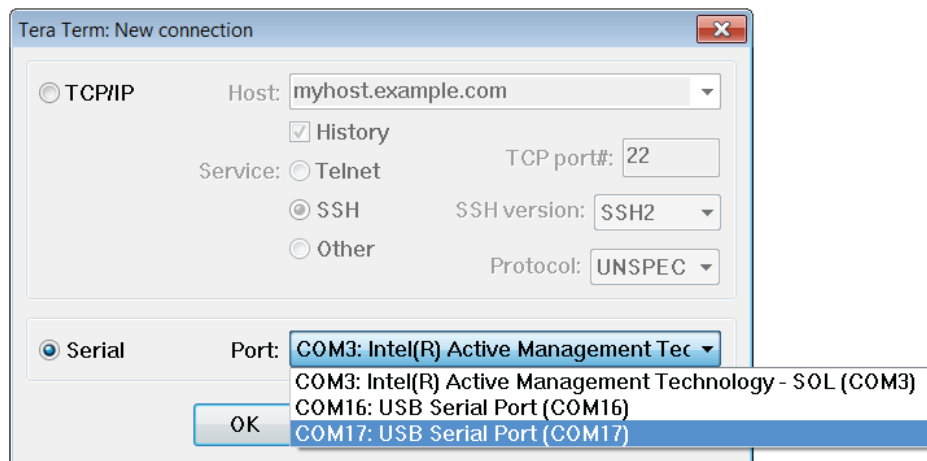 Tera Term: New connection
TCP/IP Host: myhost.example.com
History
Service: Telnet TCP port#: 22
SSH SSH version: SSH2
Other Protocol: UNSPEC
Serial Port: COM3: Intel(R) Active Management Tec
COM3: Intel(R) Active Management Technology - SOL (COM3)
COM16: USB Serial Port (COM16)
OK COM17: USB Serial Port (COM17)